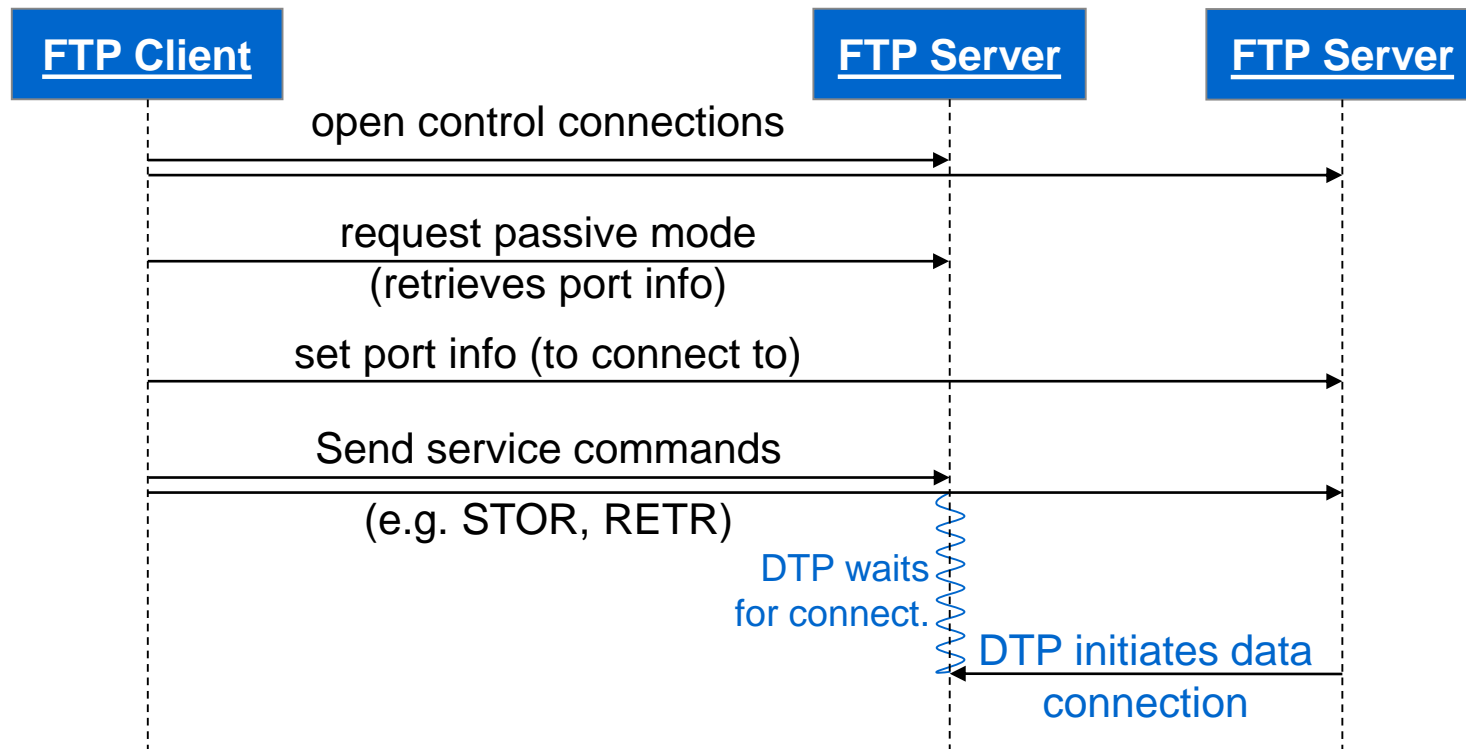 FTP Client
FTP Server
FTP Server
open control connections
request passive mode
(retrieves port info)
set port info (to connect to)
Send service commands
(e.g. STOR, RETR)
DTP waits
for connect.
DTP initiates data
connection